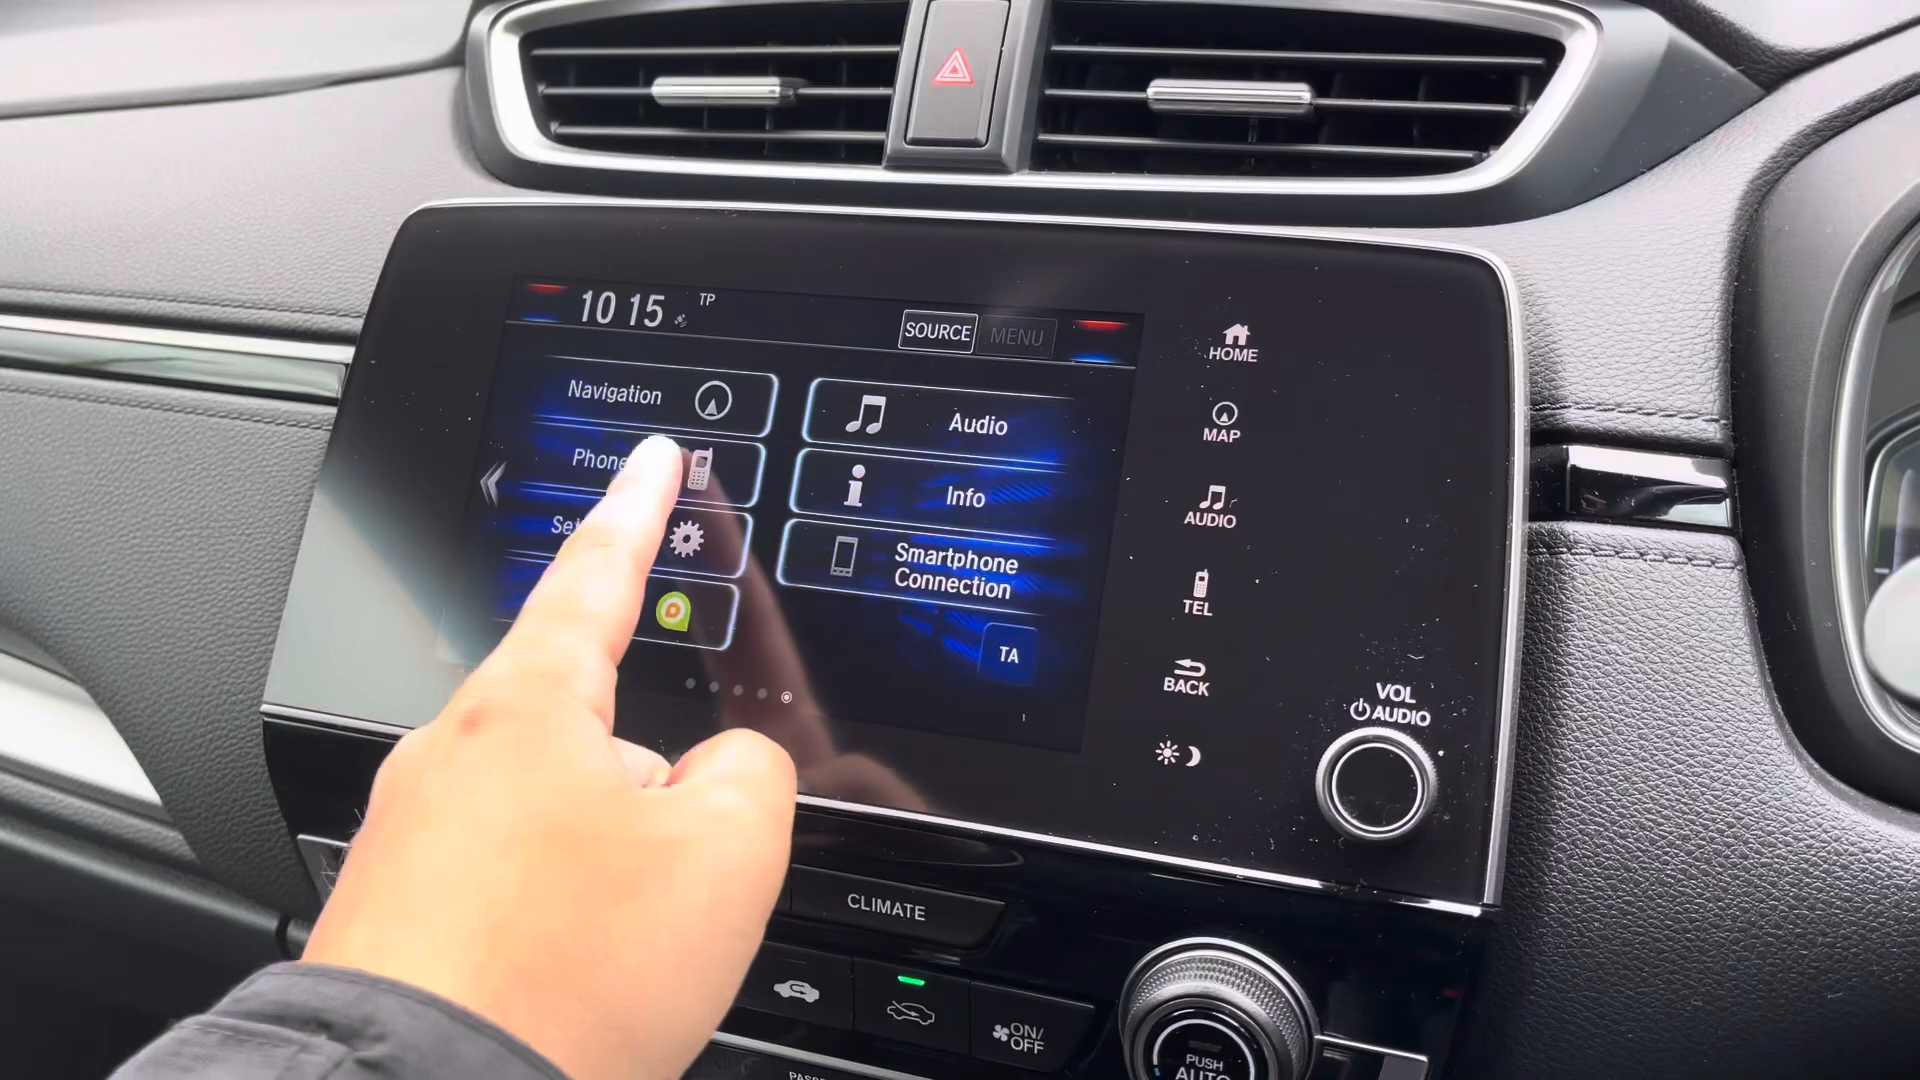 10 15
TP
SOURCE
MENU
Navigation
Audio
Phone
Info
Smartphone
Connection
TA
HOME
MAP
AUDIO
TEL
BACK
VOL
AUDIO
CLIMATE
ON/
OFF
PUSH
AUTO